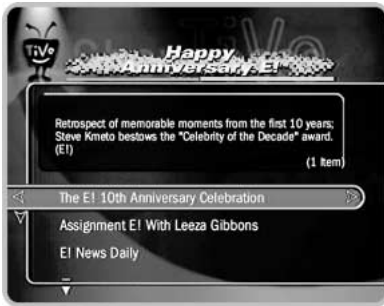 TiVo
Happy
Anniversary E!
Retrospect of memorable moments from the first 10 years;
Steve Kmeto bestows the "Celebrity of the Decade" award.
(E!)
(1 Item)
The E! 10th Anniversary Celebration
Assignment E! With Leeza Gibbons
E! News Daily